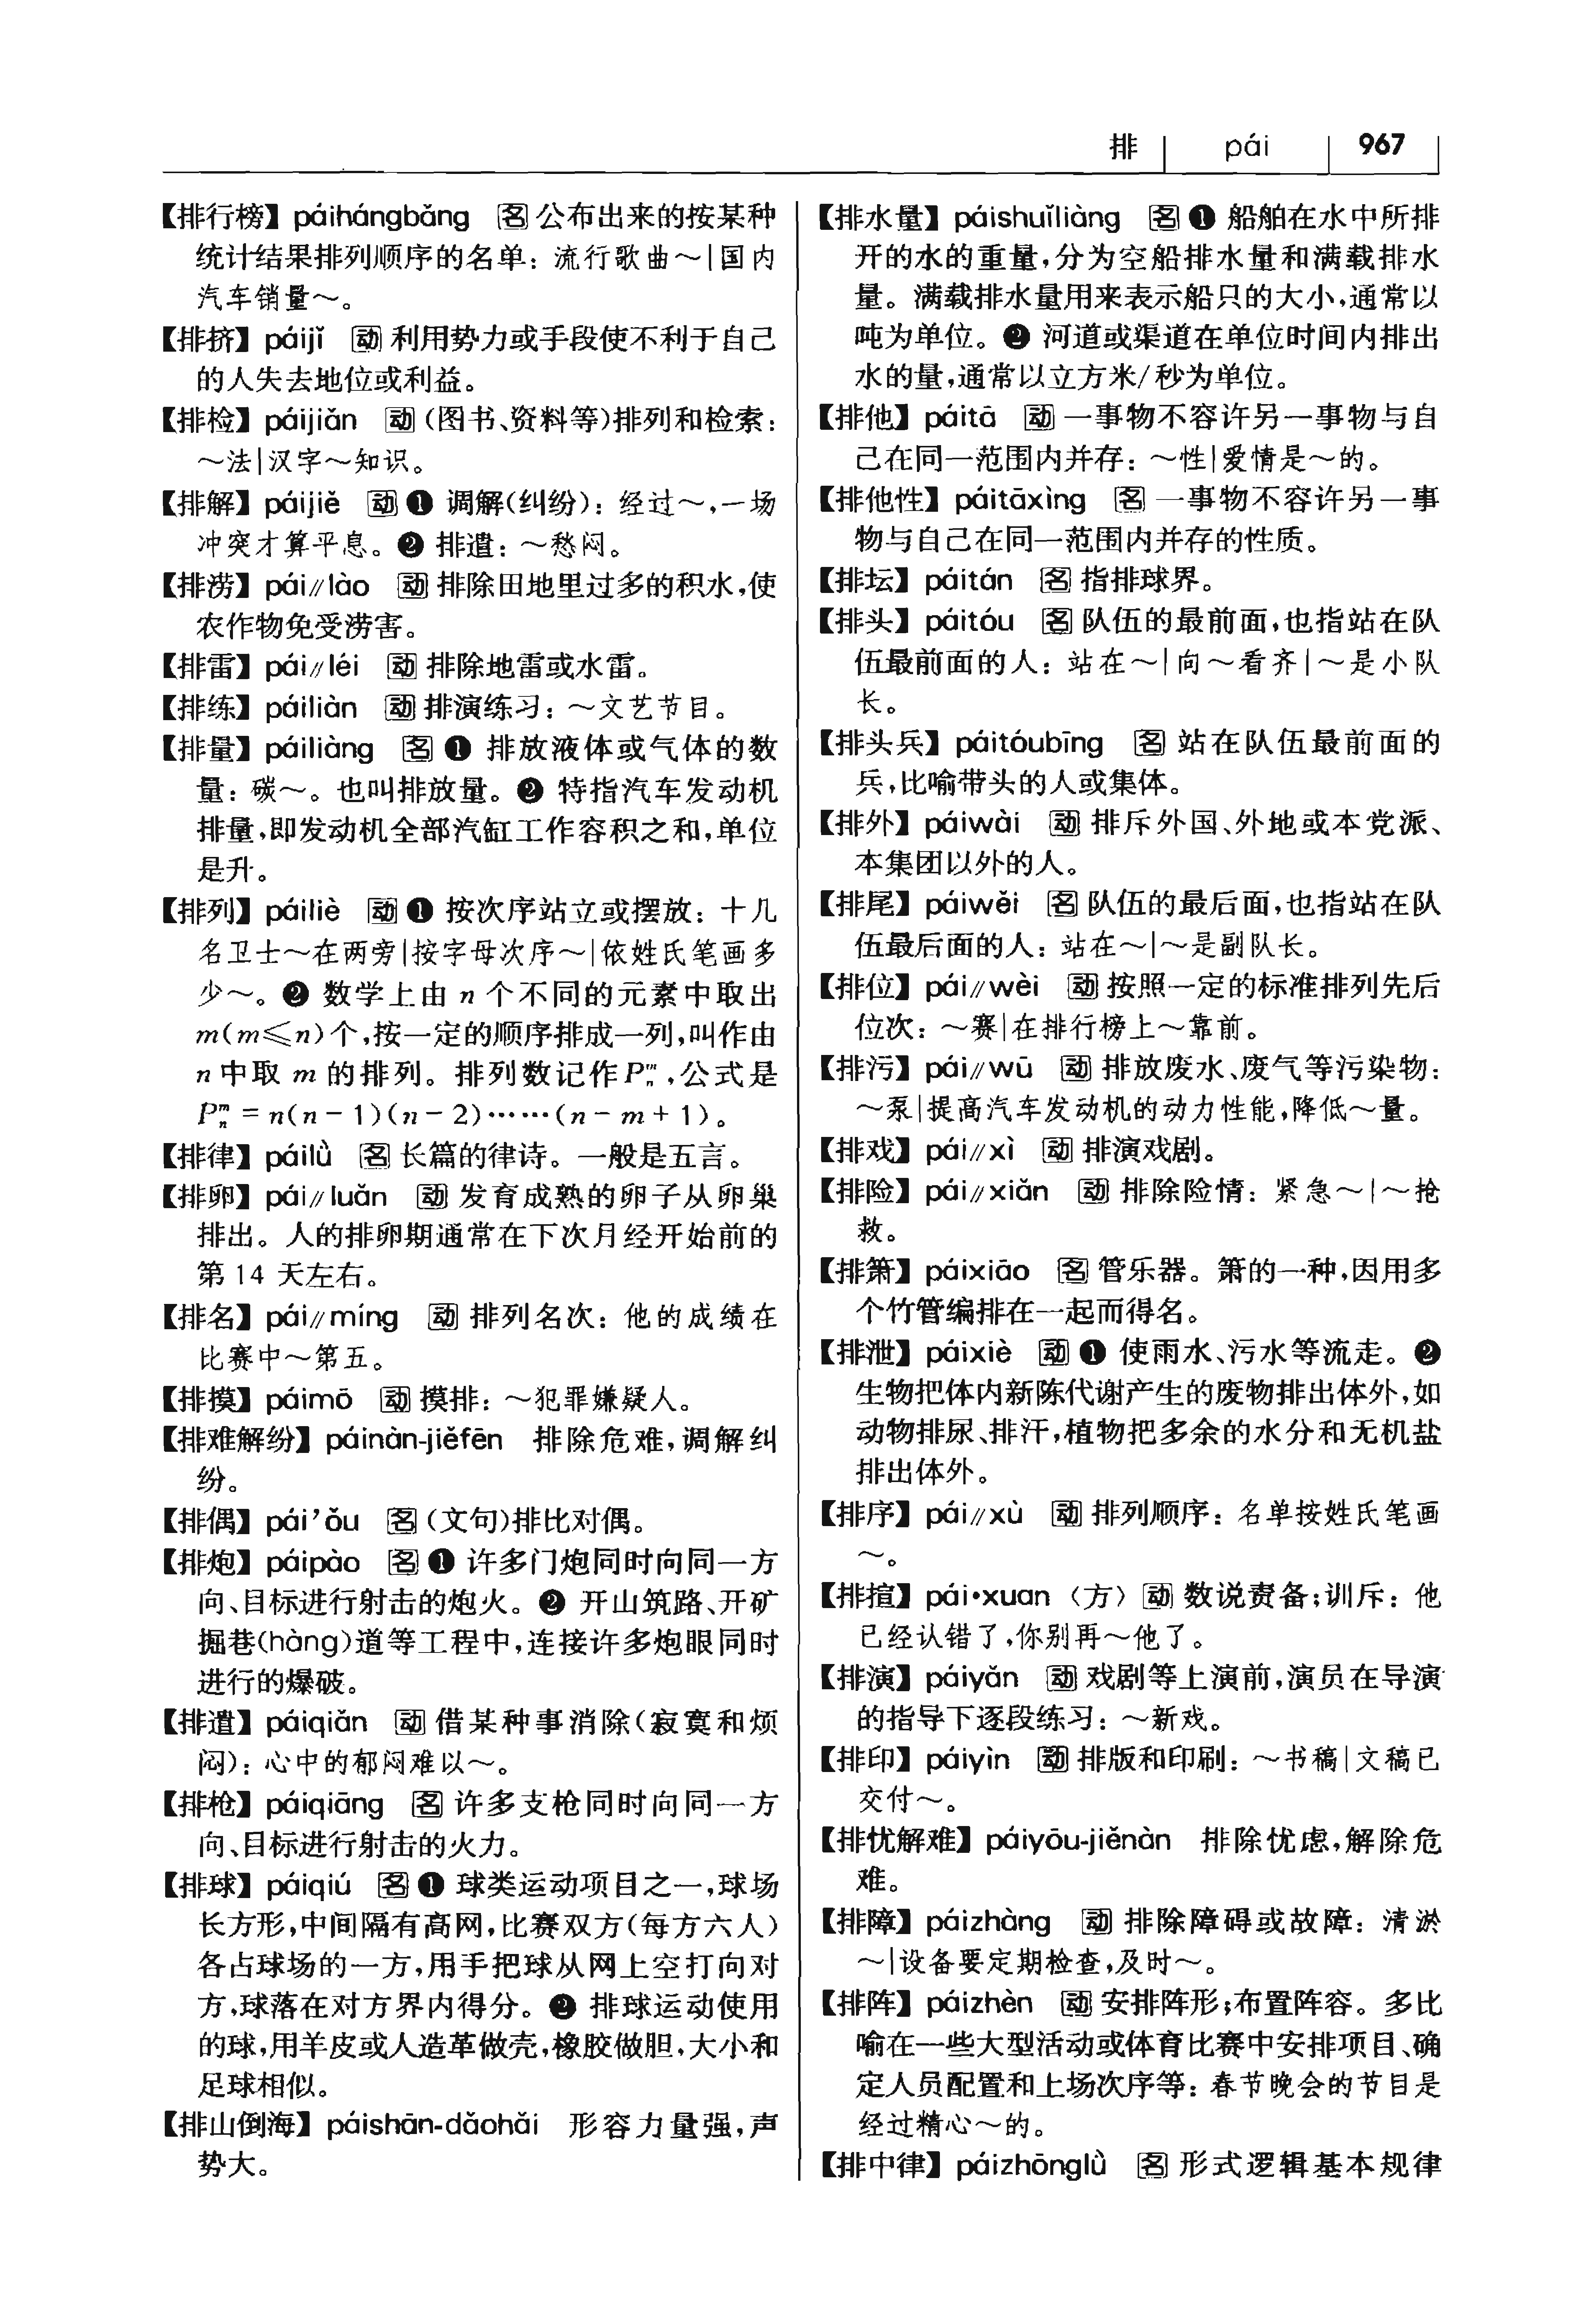 排 | pái | 967
【排行榜】páihángbǎng 名 公布出来的按某种
统计结果排列顺序的名单：流行歌曲～|国内
汽车销量～。
【排挤】páijǐ 动 利用势力或手段使不利于自己
的人失去地位或利益。
【排检】páijiǎn 动（图书、资料等）排列和检索：
～法|汉字～知识。
【排解】páijiě 动 ❶ 调解（纠纷）：经过～，一场
冲突才算平息。❷ 排遣：～愁闷。
【排涝】pái∥lào 动 排除田地里过多的积水，使
农作物免受涝害。
【排雷】pái∥léi 动 排除地雷或水雷。
【排练】páiliàn 动 排演练习：～文艺节目。
【排量】páiliàng 名 ❶ 排放液体或气体的数
量：碳～。也叫排放量。❷ 特指汽车发动机
排量，即发动机全部汽缸工作容积之和，单位
是升。
【排列】páiliè 动 ❶ 按次序站立或摆放：十几
名卫士～在两旁|按字母次序～|依姓氏笔画多
少～。❷ 数学上由 n 个不同的元素中取出
m(m≤n)个，按一定的顺序排成一列，叫作由
n 中取 m 的排列。排列数记作Pₙᵐ，公式是
Pₙᵐ = n(n－1)(n－2)……(n－m＋1)。
【排律】páilǜ 名 长篇的律诗。一般是五言。
【排卵】pái∥luǎn 动 发育成熟的卵子从卵巢
排出。人的排卵期通常在下次月经开始前的
第 14 天左右。
【排名】pái∥míng 动 排列名次：他的成绩在
比赛中～第五。
【排摸】páimō 动 摸排：～犯罪嫌疑人。
【排难解纷】páinàn-jiěfēn 排除危难，调解纠
纷。
【排偶】pái’ǒu 名（文句）排比对偶。
【排炮】páipào 名 ❶ 许多门炮同时向同一方
向、目标进行射击的炮火。❷ 开山筑路、开矿
掘巷(hàng)道等工程中，连接许多炮眼同时
进行的爆破。
【排遣】páiqiǎn 动 借某种事消除（寂寞和烦
闷）：心中的郁闷难以～。
【排枪】páiqiāng 名 许多支枪同时向同一方
向、目标进行射击的火力。
【排球】páiqiú 名 ❶ 球类运动项目之一，球场
长方形，中间隔有高网，比赛双方（每方六人）
各占球场的一方，用手把球从网上空打向对
方，球落在对方界内得分。❷ 排球运动使用
的球，用羊皮或人造革做壳，橡胶做胆，大小和
足球相似。
【排山倒海】páishān-dǎohǎi 形容力量强，声
势大。
【排水量】páishuǐliàng 名 ❶ 船舶在水中所排
开的水的重量，分为空船排水量和满载排水
量。满载排水量用来表示船只的大小，通常以
吨为单位。❷ 河道或渠道在单位时间内排出
水的量，通常以立方米/秒为单位。
【排他】páitā 动 一事物不容许另一事物与自
己在同一范围内并存：～性|爱情是～的。
【排他性】páitāxìng 名 一事物不容许另一事
物与自己在同一范围内并存的性质。
【排坛】páitán 名 指排球界。
【排头】páitóu 名 队伍的最前面，也指站在队
伍最前面的人：站在～|向～看齐|～是小队
长。
【排头兵】páitóubīng 名 站在队伍最前面的
兵，比喻带头的人或集体。
【排外】páiwài 动 排斥外国、外地或本党派、
本集团以外的人。
【排尾】páiwěi 名 队伍的最后面，也指站在队
伍最后面的人：站在～|～是副队长。
【排位】pái∥wèi 动 按照一定的标准排列先后
位次：～赛|在排行榜上～靠前。
【排污】pái∥wū 动 排放废水、废气等污染物：
～泵|提高汽车发动机的动力性能，降低～量。
【排戏】pái∥xì 动 排演戏剧。
【排险】pái∥xiǎn 动 排除险情：紧急～|～抢
救。
【排箫】páixiāo 名 管乐器。箫的一种，因用多
个竹管编排在一起而得名。
【排泄】páixiè 动 ❶ 使雨水、污水等流走。❷
生物把体内新陈代谢产生的废物排出体外，如
动物排尿、排汗，植物把多余的水分和无机盐
排出体外。
【排序】pái∥xù 动 排列顺序：名单按姓氏笔画
～。
【排揎】pái•xuan〈方〉动 数说责备；训斥：他
已经认错了，你别再～他了。
【排演】páiyǎn 动 戏剧等上演前，演员在导演
的指导下逐段练习：～新戏。
【排印】páiyìn 动 排版和印刷：～书稿|文稿已
交付～。
【排忧解难】páiyōu-jiěnàn 排除忧虑，解除危
难。
【排障】páizhàng 动 排除障碍或故障：清淤
～|设备要定期检查，及时～。
【排阵】páizhèn 动 安排阵形；布置阵容。多比
喻在一些大型活动或体育比赛中安排项目、确
定人员配置和上场次序等：春节晚会的节目是
经过精心～的。
【排中律】páizhōnglǜ 名 形式逻辑基本规律